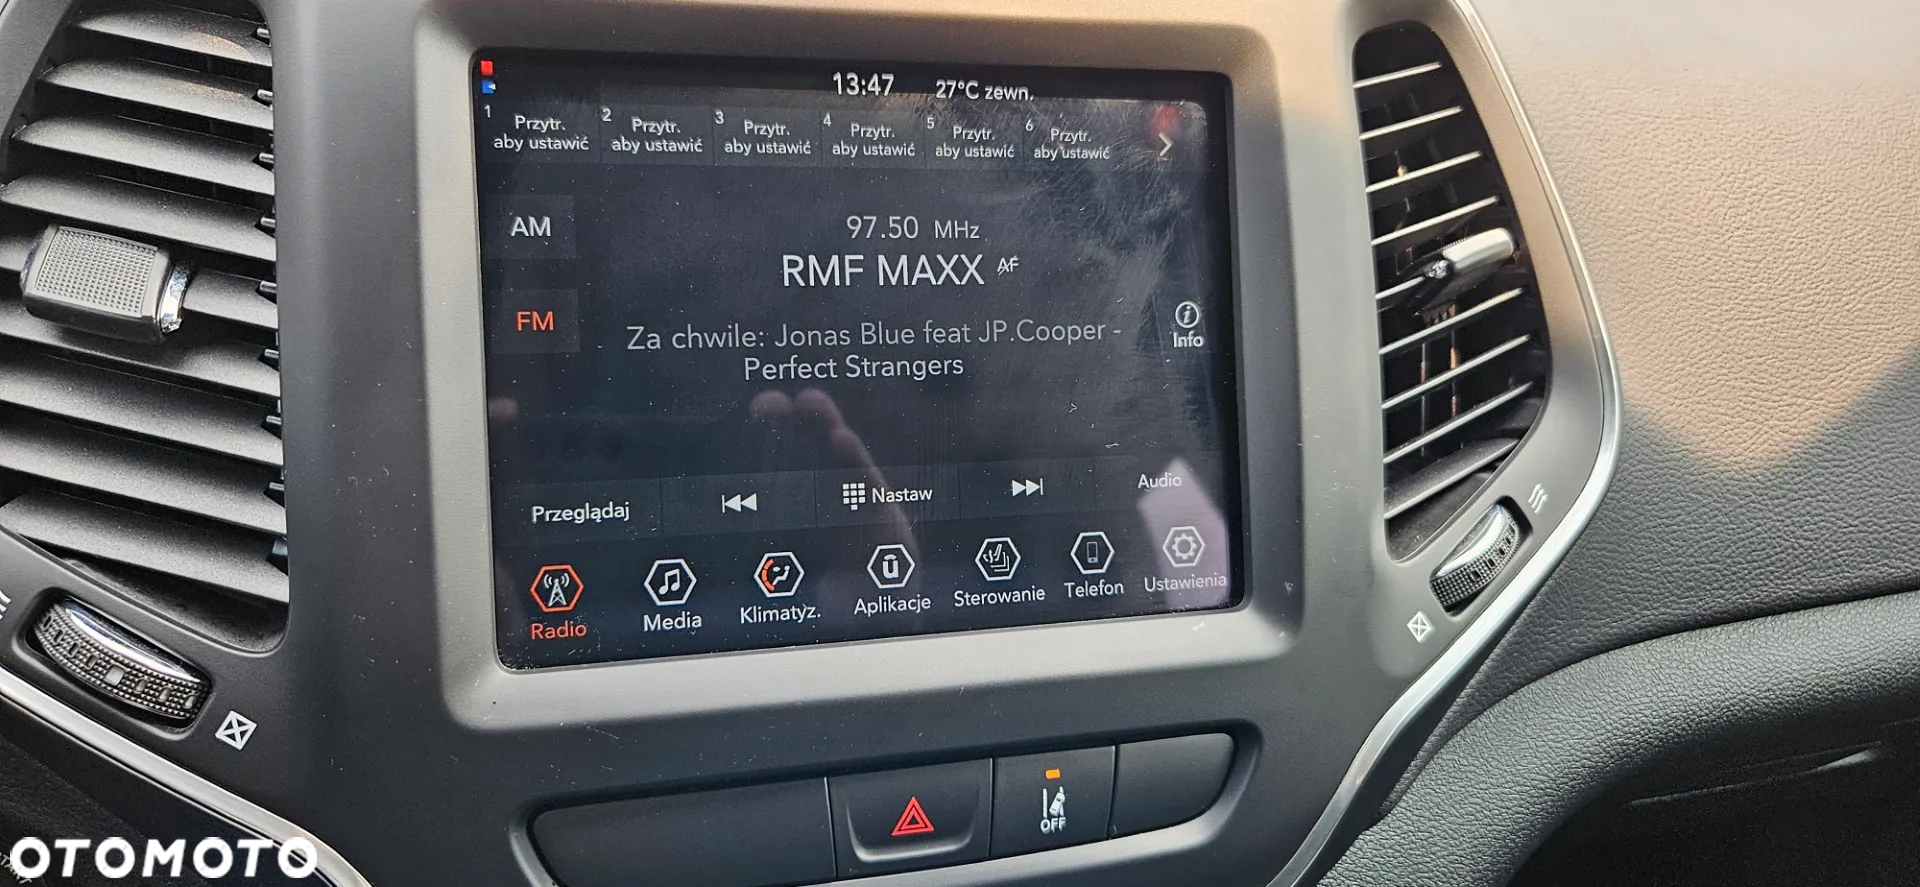 13:47 27°C zewn.
1 Przytr. aby ustawić
2 Przytr. aby ustawić
3 Przytr. aby ustawić
4 Przytr. aby ustawić
5 Przytr. aby ustawić
6 Przytr. aby ustawić
AM
97.50 MHz
RMF MAXX AF
FM
Za chwile: Jonas Blue feat JP.Cooper -
Perfect Strangers
Info
Przeglądaj Nastaw Audio
Radio Media Klimatyz. Aplikacje Sterowanie Telefon Ustawienia
OFF
OTOMOTO